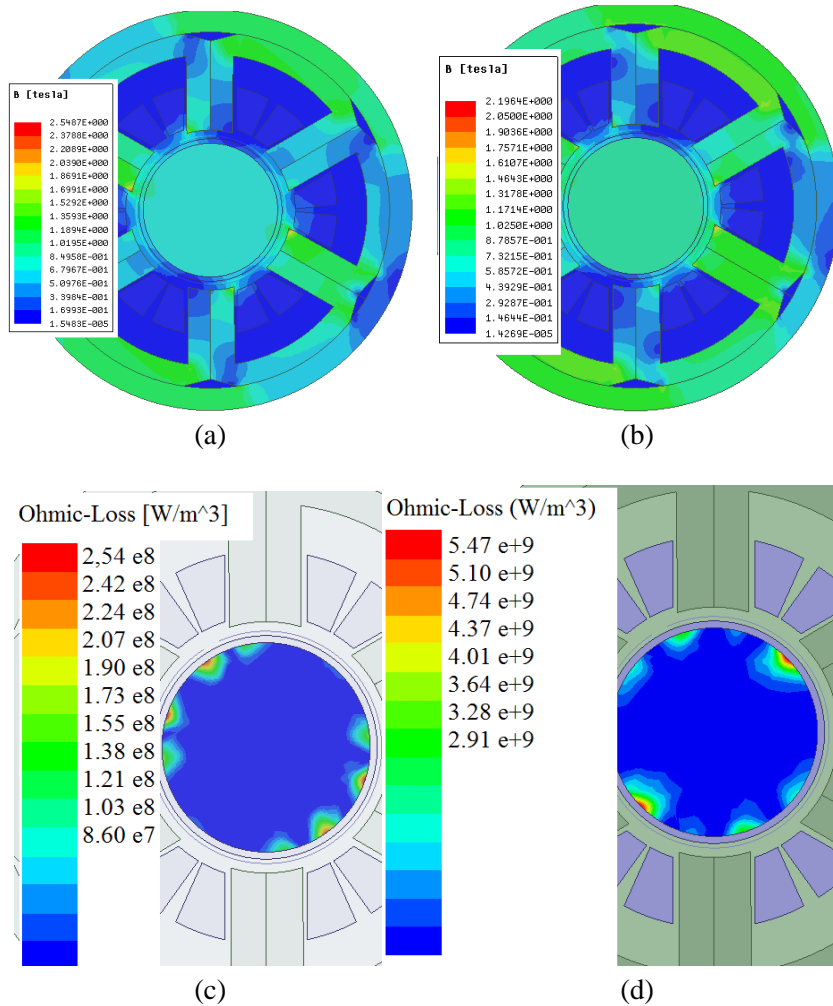 B [tesla]
2.5487E+000
2.3788E+000
2.2089E+000
2.0390E+000
1.8691E+000
1.6991E+000
1.5292E+000
1.3593E+000
1.1894E+000
1.0195E+000
8.4958E-001
6.7967E-001
5.0976E-001
3.3984E-001
1.6993E-001
1.5483E-005
B [tesla]
2.1964E+000
2.0500E+000
1.9036E+000
1.7571E+000
1.6107E+000
1.4643E+000
1.3178E+000
1.1714E+000
1.0250E+000
8.7857E-001
7.3215E-001
5.8572E-001
4.3929E-001
2.9287E-001
1.4644E-001
1.4269E-005
(a)
(b)
Ohmic-Loss [W/m^3]
2,54 e8
2.42 e8
2.24 e8
2.07 e8
1.90 e8
1.73 e8
1.55 e8
1.38 e8
1.21 e8
1.03 e8
8.60 e7
Ohmic-Loss (W/m^3)
5.47 e+9
5.10 e+9
4.74 e+9
4.37 e+9
4.01 e+9
3.64 e+9
3.28 e+9
2.91 e+9
(c)
(d)